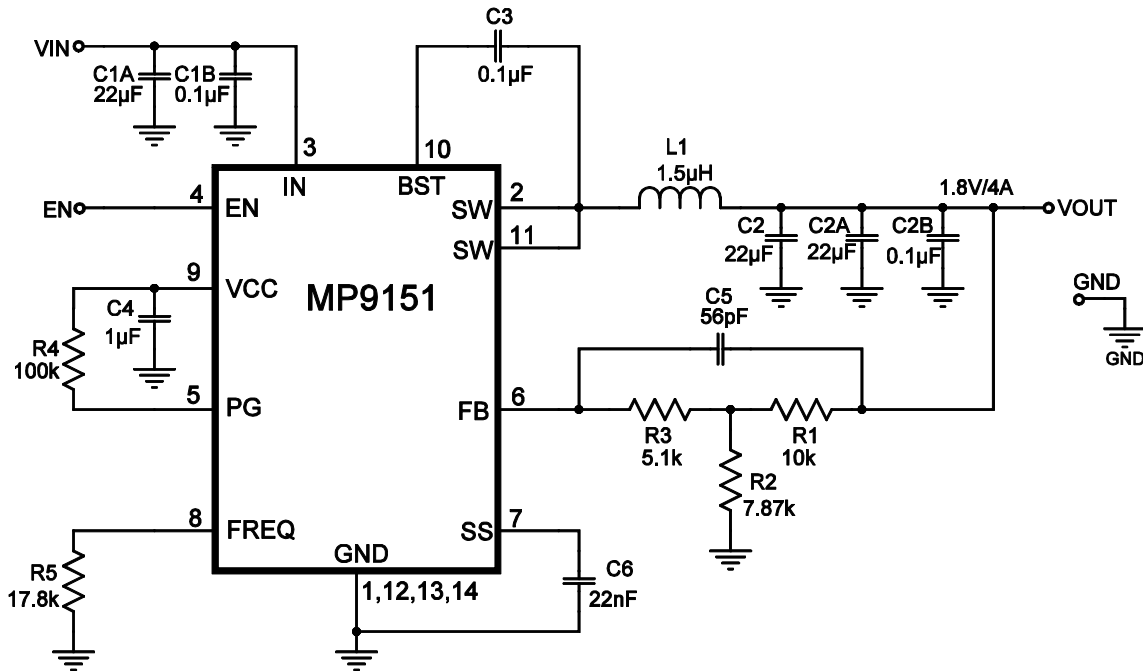 VIN
C1A
22µF
C1B
0.1µF
C3
0.1µF
3
10
IN
BST
4
EN
EN
SW
2
SW
11
L1
1.5µH
1.8V/4A
VOUT
C2
22µF
C2A
22µF
C2B
0.1µF
GND
GND
9
VCC
MP9151
C4
1µF
R4
100k
C5
56pF
5
PG
FB
6
R3
5.1k
R1
10k
R2
7.87k
8
FREQ
SS
7
GND
1,12,13,14
R5
17.8k
C6
22nF